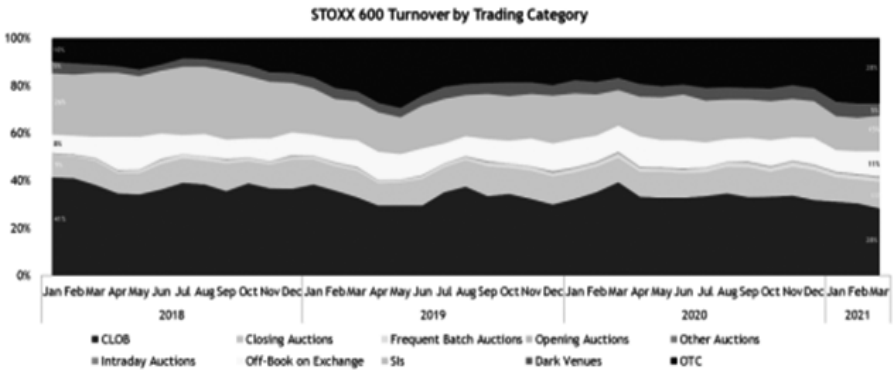 STOXX 600 Turnover by Trading Category
100%
80%
60%
40%
20%
0%
8%
11%
41%
28%
Jan Feb Mar Apr May Jun Jul Aug Sep Oct Nov Dec Jan Feb Mar Apr May Jun Jul Aug Sep Oct Nov Dec Jan Feb Mar Apr May Jun Jul Aug Sep Oct Nov Dec Jan Feb Mar
2018 2019 2020 2021
CLOB Closing Auctions Frequent Batch Auctions Opening Auctions Other Auctions
Intraday Auctions Off-Book on Exchange SIs Dark Venues OTC